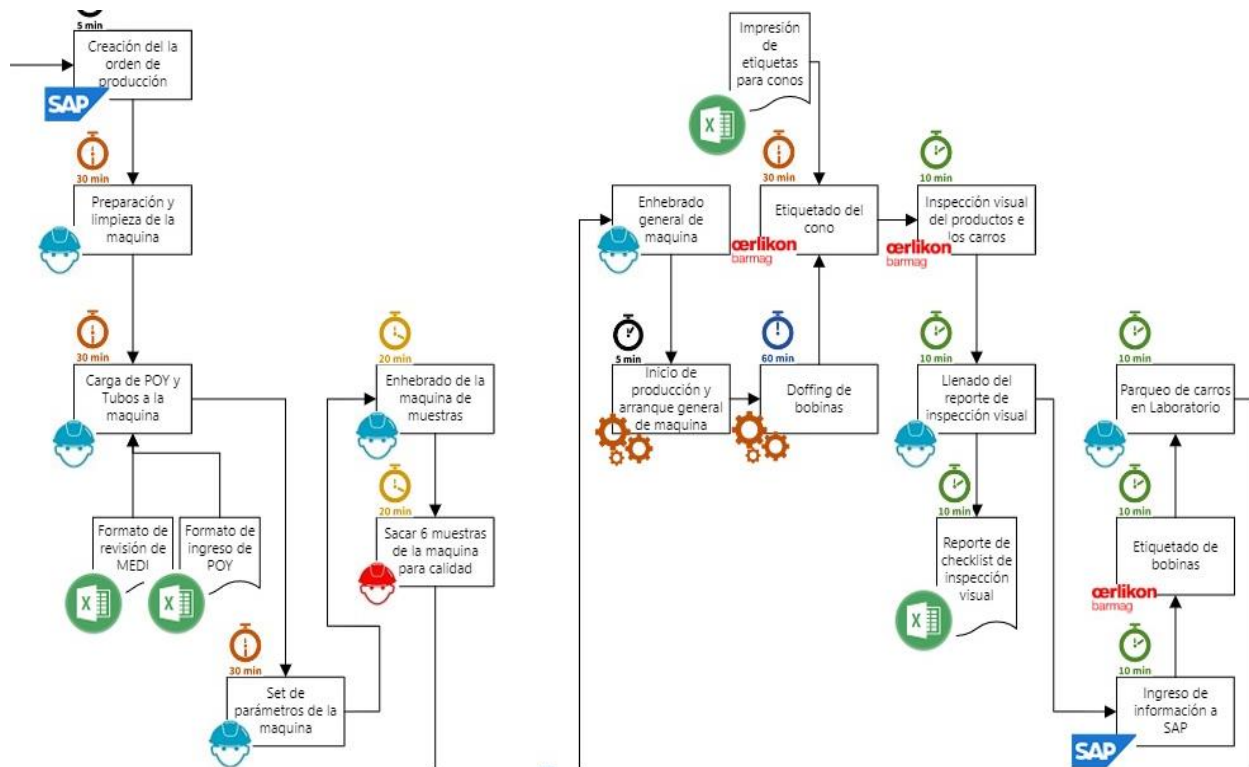 5 min
Creación del la
orden de
producción
SAP
30 min
Preparación y
limpieza de la
maquina
30 min
Carga de POY y
Tubos a la
maquina
Formato de
revisión de
MEDI
Formato de
ingreso de
POY
30 min
Set de
parámetros de la
maquina
20 min
Enhebrado de la
maquina de
muestras
20 min
Sacar 6 muestras
de la maquina
para calidad
Impresión
de
etiquetas
para conos
Enhebrado
general de
maquina
30 min
Etiquetado del
cono
œrlikon
barmag
10 min
Inspección visual
del productos e
los carros
œrlikon
barmag
5 min
Inicio de
producción y
arranque general
de maquina
60 min
Doffing de
bobinas
10 min
Llenado del
reporte de
inspección visual
10 min
Reporte de
checklist de
inspección
visual
10 min
Parqueo de carros
en Laboratorio
10 min
Etiquetado de
bobinas
œrlikon
barmag
10 min
Ingreso de
información a
SAP
SAP